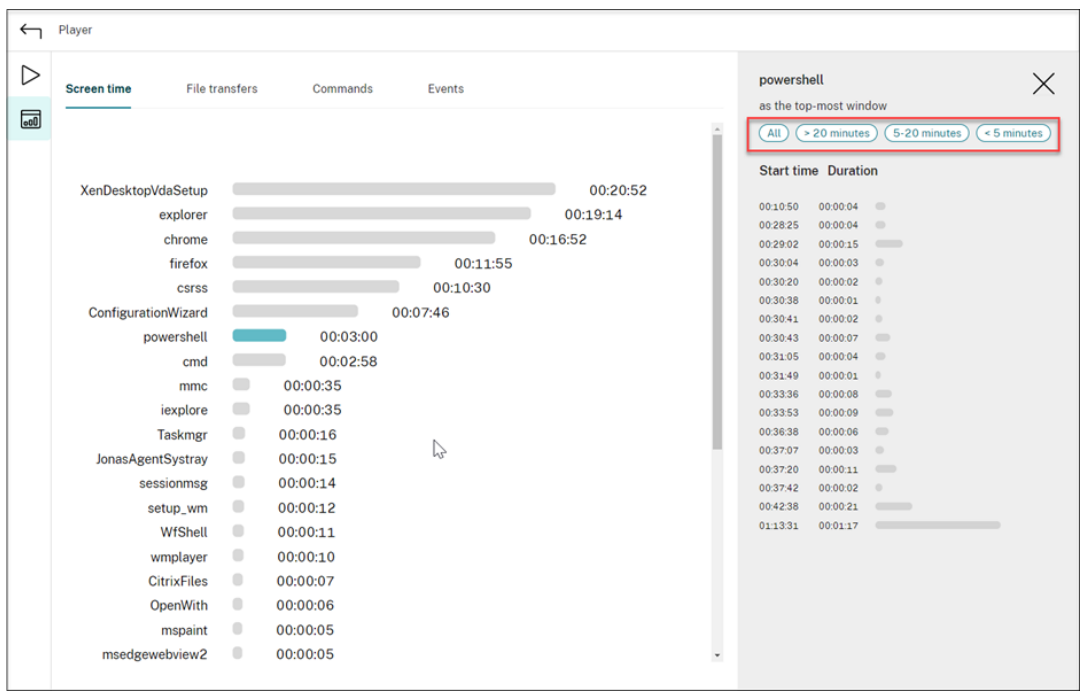 Player
Screen time File transfers Commands Events
XenDesktopVdaSetup 00:20:52
explorer 00:19:14
chrome 00:16:52
firefox 00:11:55
csrss 00:10:30
ConfigurationWizard 00:07:46
powershell 00:03:00
cmd 00:02:58
mmc 00:00:35
iexplore 00:00:35
Taskmgr 00:00:16
JonasAgentSystray 00:00:15
sessionmsg 00:00:14
setup_wm 00:00:12
WfShell 00:00:11
wmplayer 00:00:10
CitrixFiles 00:00:07
OpenWith 00:00:06
mspaint 00:00:05
msedgewebview2 00:00:05
powershell
as the top-most window
All > 20 minutes 5-20 minutes < 5 minutes
Start time Duration
00:10:50 00:00:04
00:28:25 00:00:04
00:29:02 00:00:15
00:30:04 00:00:03
00:30:20 00:00:02
00:30:38 00:00:01
00:30:41 00:00:02
00:30:43 00:00:07
00:31:05 00:00:04
00:31:49 00:00:01
00:33:36 00:00:08
00:33:53 00:00:09
00:36:38 00:00:06
00:37:07 00:00:03
00:37:20 00:00:11
00:37:42 00:00:02
00:42:38 00:00:21
01:13:31 00:01:17